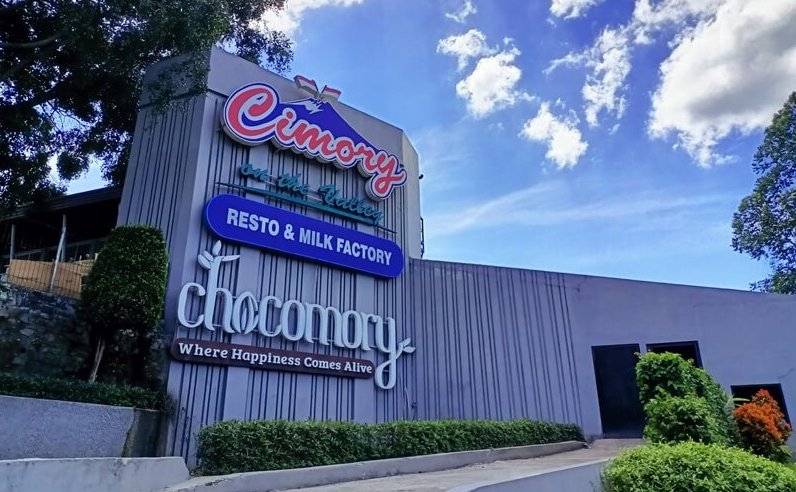 Cimory
on the Valley
RESTO & MILK FACTORY
chocomory
Where Happiness Comes Alive